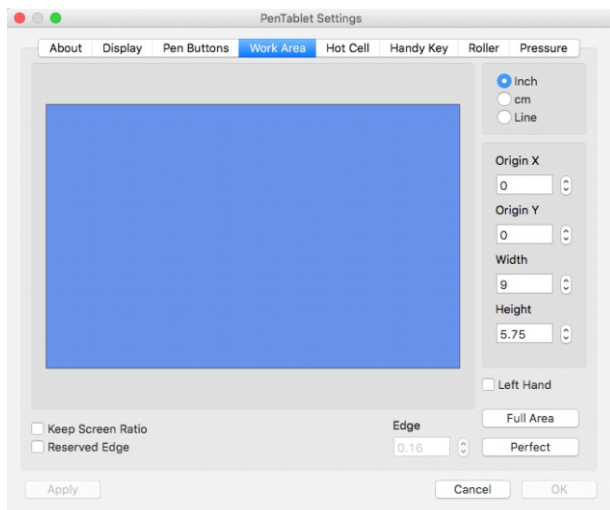 PenTablet Settings
About Display Pen Buttons Work Area Hot Cell Handy Key Roller Pressure
Inch
cm
Line
Origin X
0
Origin Y
0
Width
9
Height
5.75
Left Hand
Keep Screen Ratio
Reserved Edge
Edge
0.16
Full Area
Perfect
Apply Cancel OK